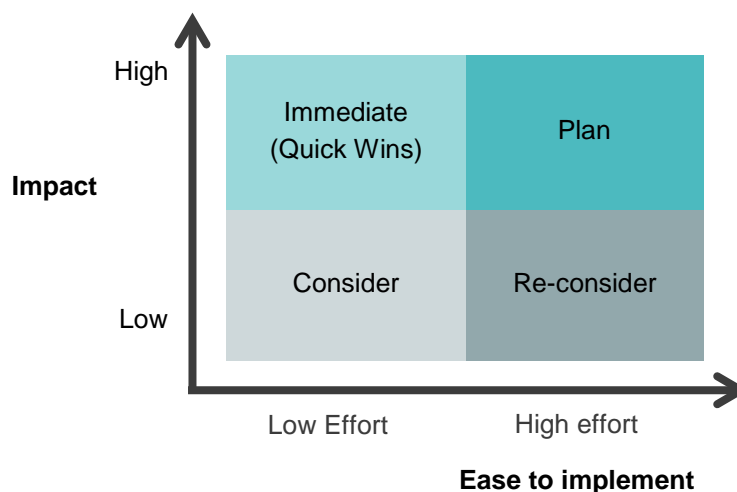 High
Immediate
(Quick Wins)
Plan
Impact
Consider
Re-consider
Low
Low Effort
High effort
Ease to implement